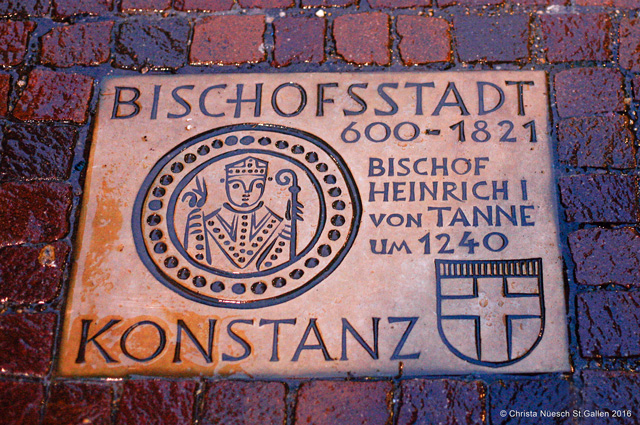 BISCHOFSSTADT
600-1821
BISCHOF
HEINRICH I
VON TANNE
UM 1240
KONSTANZ
© Christa Nüesch St.Gallen 2016